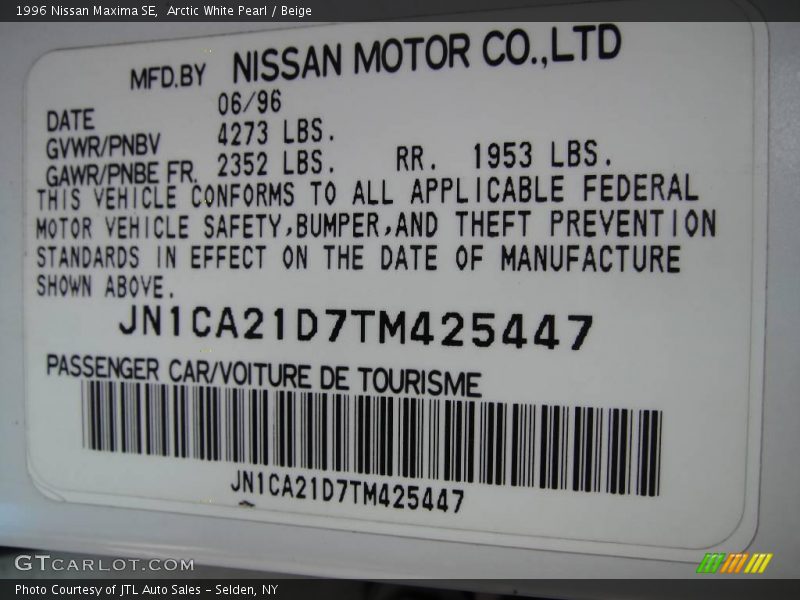 1996 Nissan Maxima SE, Arctic White Pearl / Beige
MFD.BY NISSAN MOTOR CO.,LTD
DATE 06/96
GVWR/PNBV 4273 LBS.
GAWR/PNBE FR. 2352 LBS. RR. 1953 LBS.
THIS VEHICLE CONFORMS TO ALL APPLICABLE FEDERAL
MOTOR VEHICLE SAFETY,BUMPER,AND THEFT PREVENTION
STANDARDS IN EFFECT ON THE DATE OF MANUFACTURE
SHOWN ABOVE.
JN1CA21D7TM425447
PASSENGER CAR/VOITURE DE TOURISME
JN1CA21D7TM425447
GTCARLOT.COM
Photo Courtesy of JTL Auto Sales - Selden, NY